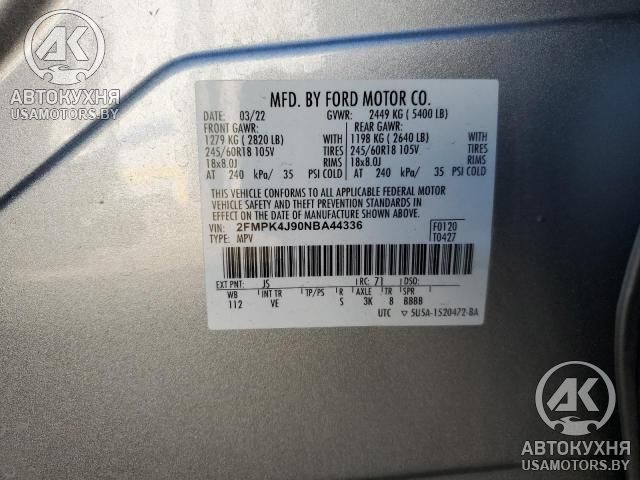 AK
АВТОКУХНЯ
USAMOTORS.BY
MFD. BY FORD MOTOR CO.
DATE: 03/22 GVWR: 2449 KG ( 5400 LB)
FRONT GAWR: REAR GAWR:
1279 KG ( 2820 LB) WITH 1198 KG ( 2640 LB) WITH
245/60R18 105V TIRES 245/60R18 105V TIRES
18x8.0J RIMS 18x8.0J RIMS
AT 240 kPa/ 35 PSI COLD AT 240 kPa/ 35 PSI COLD
THIS VEHICLE CONFORMS TO ALL APPLICABLE FEDERAL MOTOR
VEHICLE SAFETY AND THEFT PREVENTION STANDARDS IN
EFFECT ON THE DATE OF MANUFACTURE SHOWN ABOVE.
VIN: 2FMPK4J90NBA44336 F0120
TYPE: MPV T0427
EXT PNT: JS RC: 71 DSO:
WB INT TR TP/PS R AXLE TR SPR
112 VE S 3K 8 BBBB
UTC ▽ 5U5A-1520472-BA
AK
АВТОКУХНЯ
USAMOTORS.BY